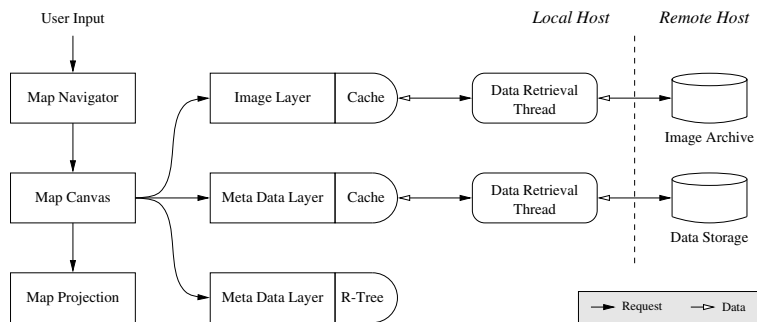 User Input
Local Host
Remote Host
Map Navigator
Image Layer
Cache
Data Retrieval
Thread
Image Archive
Map Canvas
Meta Data Layer
Cache
Data Retrieval
Thread
Data Storage
Map Projection
Meta Data Layer
R-Tree
Request
Data